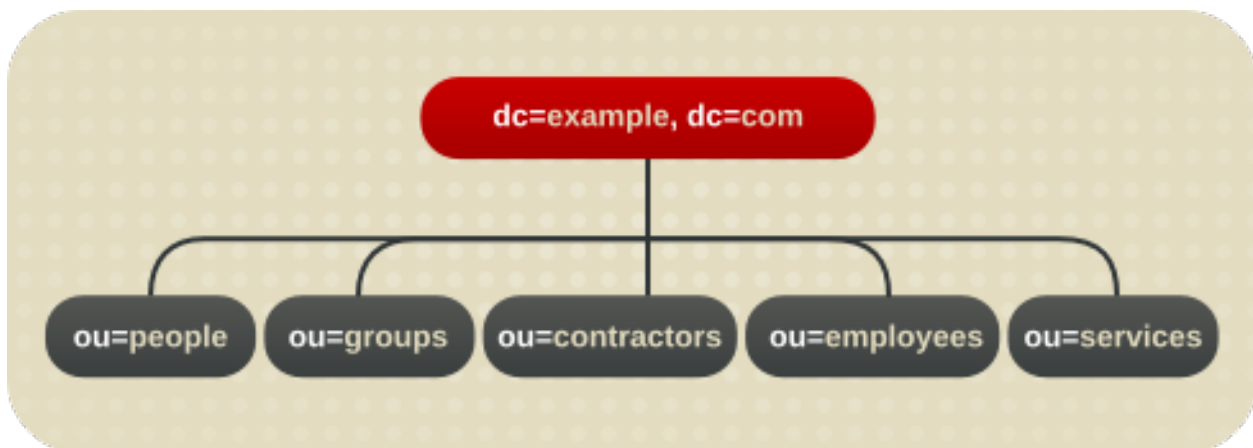 dc=example, dc=com
ou=people
ou=groups
ou=contractors
ou=employees
ou=services